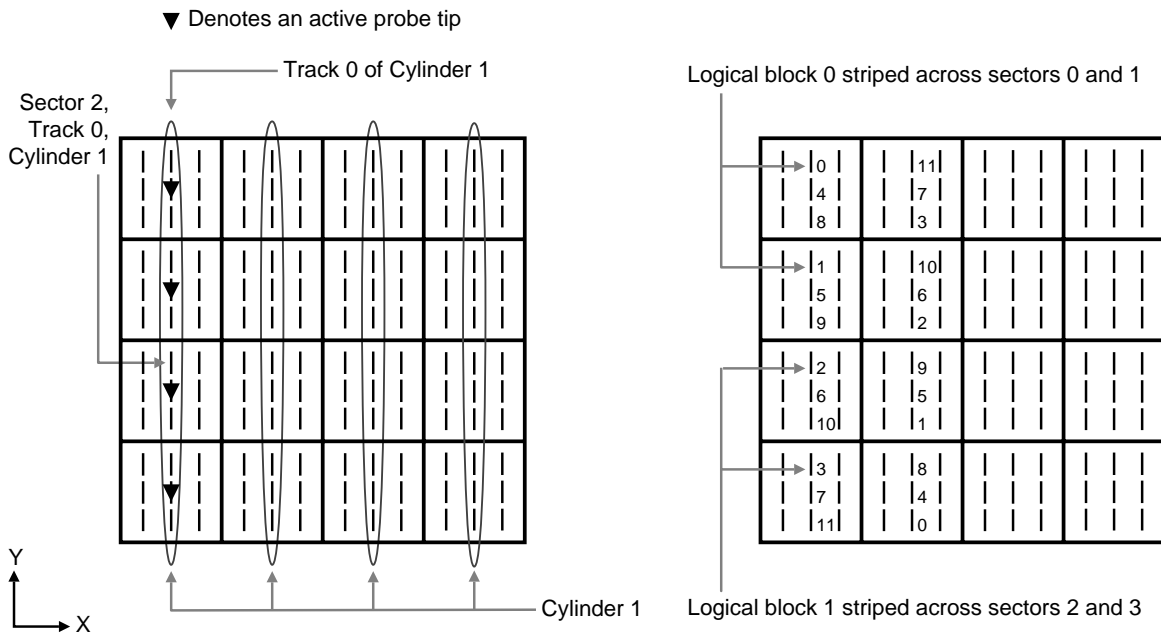 ▼ Denotes an active probe tip
Track 0 of Cylinder 1
Sector 2,
Track 0,
Cylinder 1
Y
X
Cylinder 1
Logical block 0 striped across sectors 0 and 1
0 11
4 7
8 3
1 10
5 6
9 2
2 9
6 5
10 1
3 8
7 4
11 0
Logical block 1 striped across sectors 2 and 3